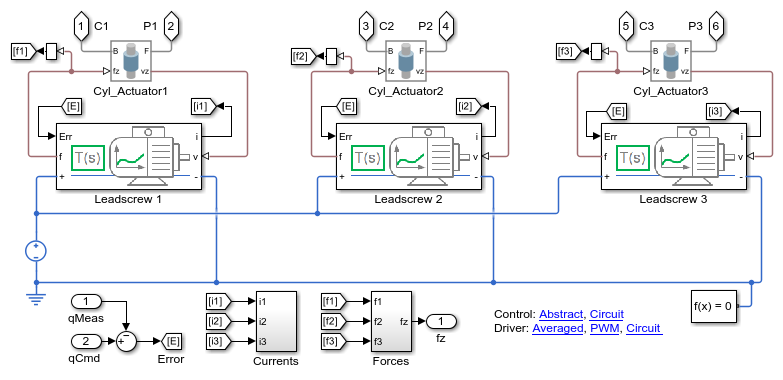 1 C1 P1 2 3 C2 P2 4 5 C3 P3 6
[f1] B F [f2] B F [f3] B F
fz vz fz vz fz vz
Cyl_Actuator1 Cyl_Actuator2 Cyl_Actuator3
[E] [i1] [E] [i2] [E] [i3]
Err i Err i Err i
f T(s) v f T(s) v f T(s) v
+ - + - + -
Leadscrew 1 Leadscrew 2 Leadscrew 3
+
-
1 [i1] i1 [f1] f1 f(x) = 0
qMeas
[i2] i2 [f2] f2 fz 1 Control: Abstract, Circuit
Driver: Averaged, PWM, Circuit
2 + - [E] [i3] i3 [f3] f3 fz
qCmd Error Currents Forces